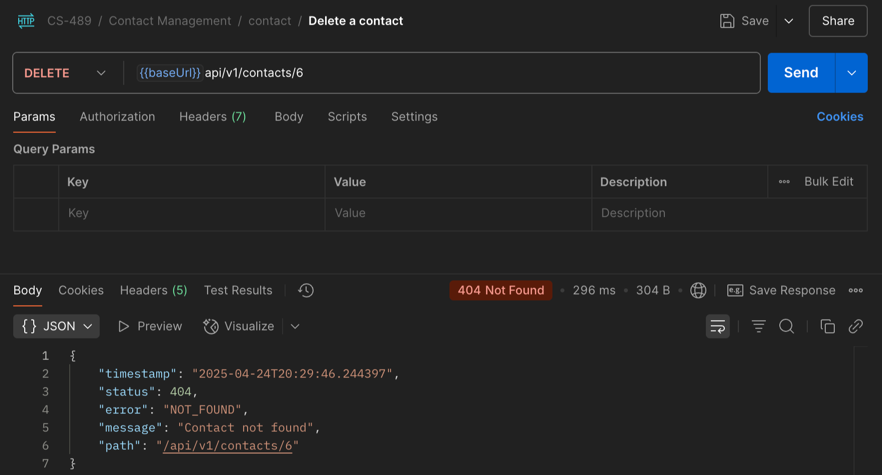 HTTP CS-489 / Contact Management / contact / Delete a contact Save Share
DELETE {{baseUrl}} api/v1/contacts/6 Send
Params Authorization Headers (7) Body Scripts Settings Cookies
Query Params
Key Value Description Bulk Edit
Key Value Description
Body Cookies Headers (5) Test Results 404 Not Found • 296 ms • 304 B • e.g. Save Response
{} JSON Preview Visualize
1 {
2 "timestamp": "2025-04-24T20:29:46.244397",
3 "status": 404,
4 "error": "NOT_FOUND",
5 "message": "Contact not found",
6 "path": "/api/v1/contacts/6"
7 }